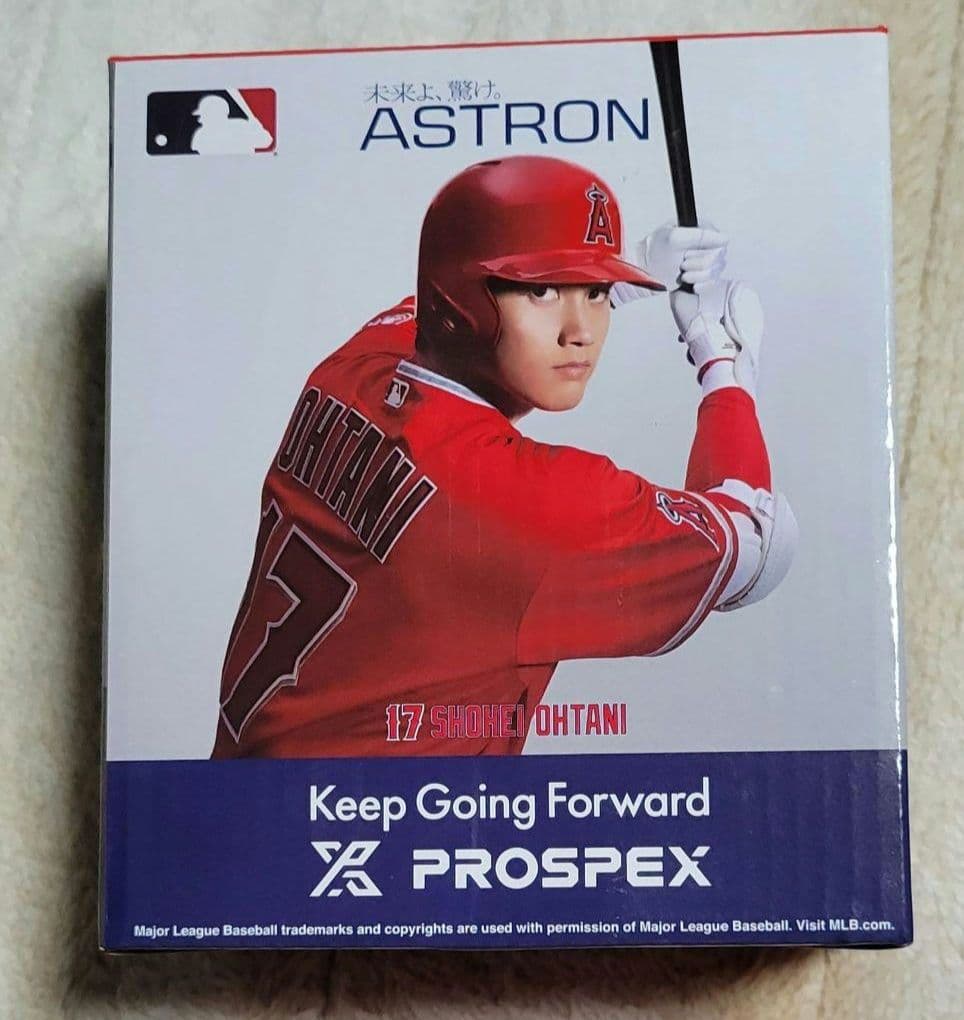 未来よ、驚け。
ASTRON
A
OHTANI
17
A
17 SHOHEI OHTANI
Keep Going Forward
PROSPEX
Major League Baseball trademarks and copyrights are used with permission of Major League Baseball. Visit MLB.com.